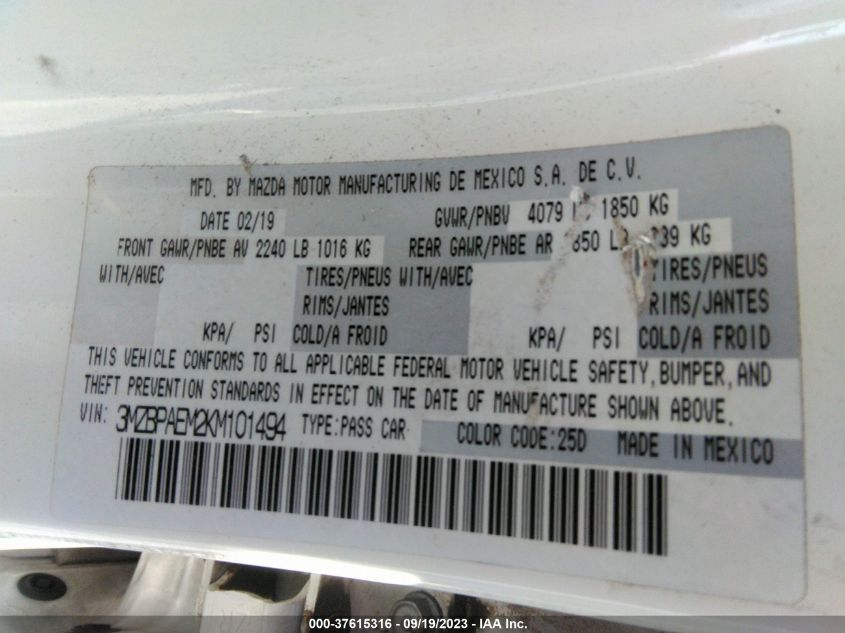 MFD. BY MAZDA MOTOR MANUFACTURING DE MEXICO S.A. DE C.V.
DATE 02/19 GVWR/PNBV 4079 1850 KG
FRONT GAWR/PNBE AV 2240 LB 1016 KG REAR GAWR/PNBE AR KG
WITH/AVEC TIRES/PNEUS WITH/AVEC TIRES/PNEUS
RIMS/JANTES RIMS/JANTES
KPA/ PSI COLD/A FROID KPA/ PSI COLD/A FROID
THIS VEHICLE CONFORMS TO ALL APPLICABLE FEDERAL MOTOR VEHICLE SAFETY, BUMPER, AND
THEFT PREVENTION STANDARDS IN EFFECT ON THE DATE OF MANUFACTURE SHOWN ABOVE.
VIN: 3MZBPAEM2KM101494 TYPE:PASS CAR COLOR CODE:25D MADE IN MEXICO
000-37615316 - 09/19/2023 - IAA Inc.